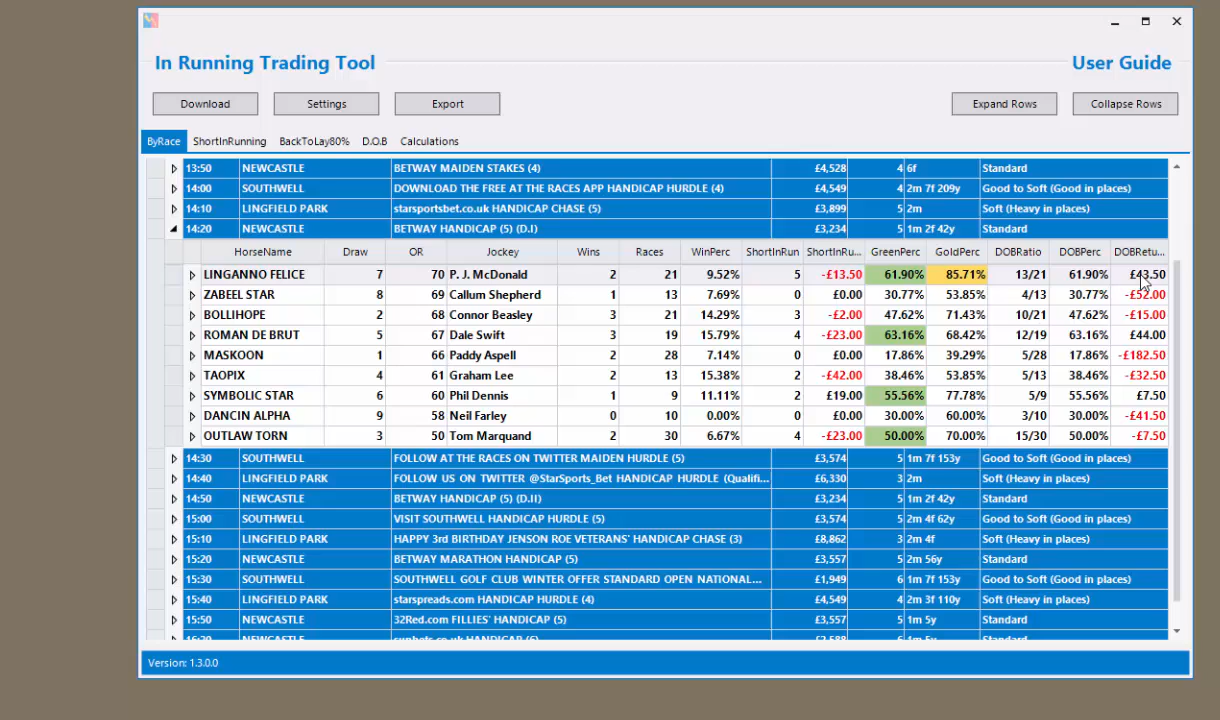 In Running Trading Tool User Guide
Download Settings Export Expand Rows Collapse Rows
ByRace ShortInRunning BackToLay80% D.O.B Calculations
13:50 NEWCASTLE BETWAY MAIDEN STAKES (4) £4,528 4 6f Standard
14:00 SOUTHWELL DOWNLOAD THE FREE AT THE RACES APP HANDICAP HURDLE (4) £4,549 4 2m 7f 209y Good to Soft (Good in places)
14:10 LINGFIELD PARK starsportsbet.co.uk HANDICAP CHASE (5) £3,899 5 2m Soft (Heavy in places)
14:20 NEWCASTLE BETWAY HANDICAP (5) (D.I) £3,234 5 1m 2f 42y Standard
HorseName Draw OR Jockey Wins Races WinPerc ShortInRun ShortInRu... GreenPerc GoldPerc DOBRatio DOBPerc DOBRetu...
LINGANNO FELICE 7 70 P. J. McDonald 2 21 9.52% 5 -£13.50 61.90% 85.71% 13/21 61.90% £43.50
ZABEEL STAR 8 69 Callum Shepherd 1 13 7.69% 0 £0.00 30.77% 53.85% 4/13 30.77% -£52.00
BOLLIHOPE 2 68 Connor Beasley 3 21 14.29% 3 -£2.00 47.62% 71.43% 10/21 47.62% -£15.00
ROMAN DE BRUT 5 67 Dale Swift 3 19 15.79% 4 -£23.00 63.16% 68.42% 12/19 63.16% £44.00
MASKOON 1 66 Paddy Aspell 2 28 7.14% 0 £0.00 17.86% 39.29% 5/28 17.86% -£182.50
TAOPIX 4 61 Graham Lee 2 13 15.38% 2 -£42.00 38.46% 53.85% 5/13 38.46% -£32.50
SYMBOLIC STAR 6 60 Phil Dennis 1 9 11.11% 2 £19.00 55.56% 77.78% 5/9 55.56% £7.50
DANCIN ALPHA 9 58 Neil Farley 0 10 0.00% 0 £0.00 30.00% 60.00% 3/10 30.00% -£41.50
OUTLAW TORN 3 50 Tom Marquand 2 30 6.67% 4 -£23.00 50.00% 70.00% 15/30 50.00% -£7.50
14:30 SOUTHWELL FOLLOW AT THE RACES ON TWITTER MAIDEN HURDLE (5) £3,574 5 1m 7f 153y Good to Soft (Good in places)
14:40 LINGFIELD PARK FOLLOW US ON TWITTER @StarSports_Bet HANDICAP HURDLE (Qualifi... £6,330 3 2m Soft (Heavy in places)
14:50 NEWCASTLE BETWAY HANDICAP (5) (D.II) £3,234 5 1m 2f 42y Standard
15:00 SOUTHWELL VISIT SOUTHWELL HANDICAP HURDLE (5) £3,574 5 2m 4f 62y Good to Soft (Good in places)
15:10 LINGFIELD PARK HAPPY 3rd BIRTHDAY JENSON ROE VETERANS' HANDICAP CHASE (3) £8,862 3 2m 4f Soft (Heavy in places)
15:20 NEWCASTLE BETWAY MARATHON HANDICAP (5) £3,557 5 2m 56y Standard
15:30 SOUTHWELL SOUTHWELL GOLF CLUB WINTER OFFER STANDARD OPEN NATIONAL... £1,949 6 1m 7f 153y Good to Soft (Good in places)
15:40 LINGFIELD PARK starspreads.com HANDICAP HURDLE (4) £4,549 4 2m 3f 110y Soft (Heavy in places)
15:50 NEWCASTLE 32Red.com FILLIES' HANDICAP (5) £3,557 5 1m 5y Standard
16:20 NEWCASTLE sunbets.co.uk HANDICAP (6) £2,588 6 1m 5y Standard
Version: 1.3.0.0